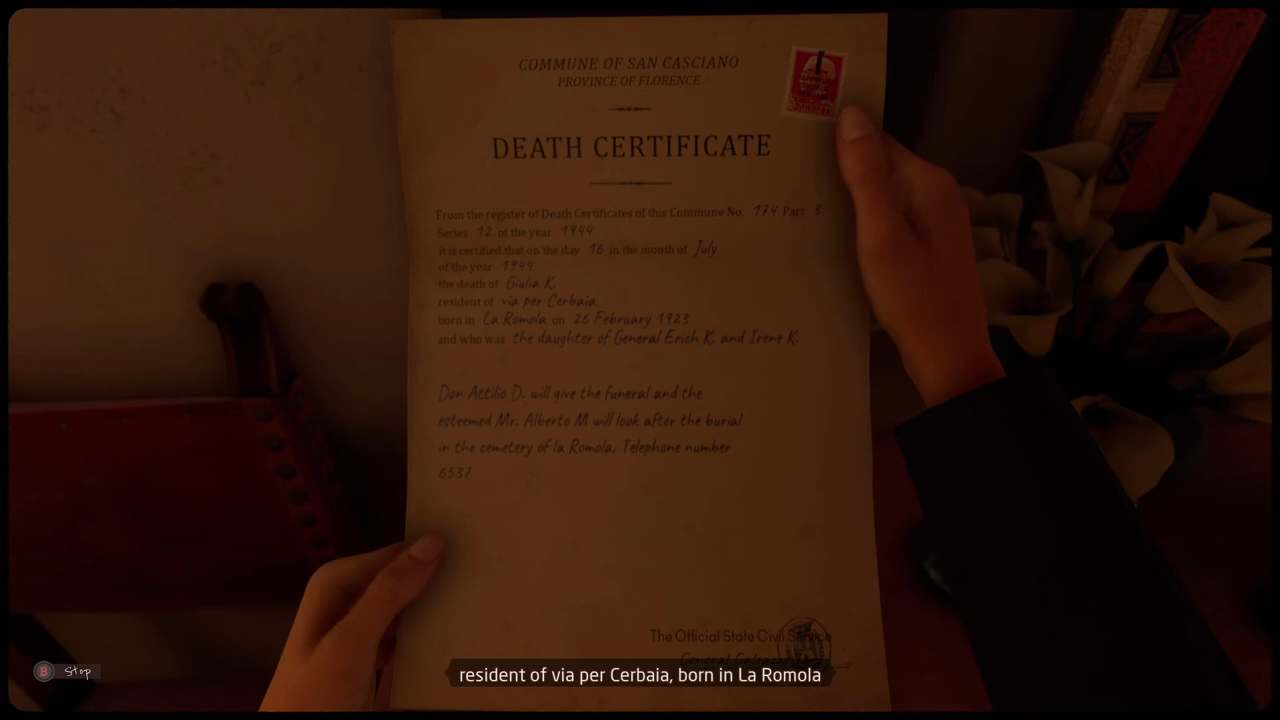 COMMUNE OF SAN CASCIANO
PROVINCE OF FLORENCE
DEATH CERTIFICATE
From the register of Death Certificates of this Commune No. 174 Part 3
Series 12 of the year 1944
it is certified that on the day 16 in the month of July
of the year 1944
the death of Giulia K.
resident of via per Cerbaia
born in La Romola on 26 February 1923
and who was the daughter of General Erich K. and Irene K.
Don Attilio D. will give the funeral and the
esteemed Mr. Alberto M will look after the burial
in the cemetery of la Romola. Telephone number
6537
The Official State Civil Service
General
resident of via per Cerbaia, born in La Romola
B Stop